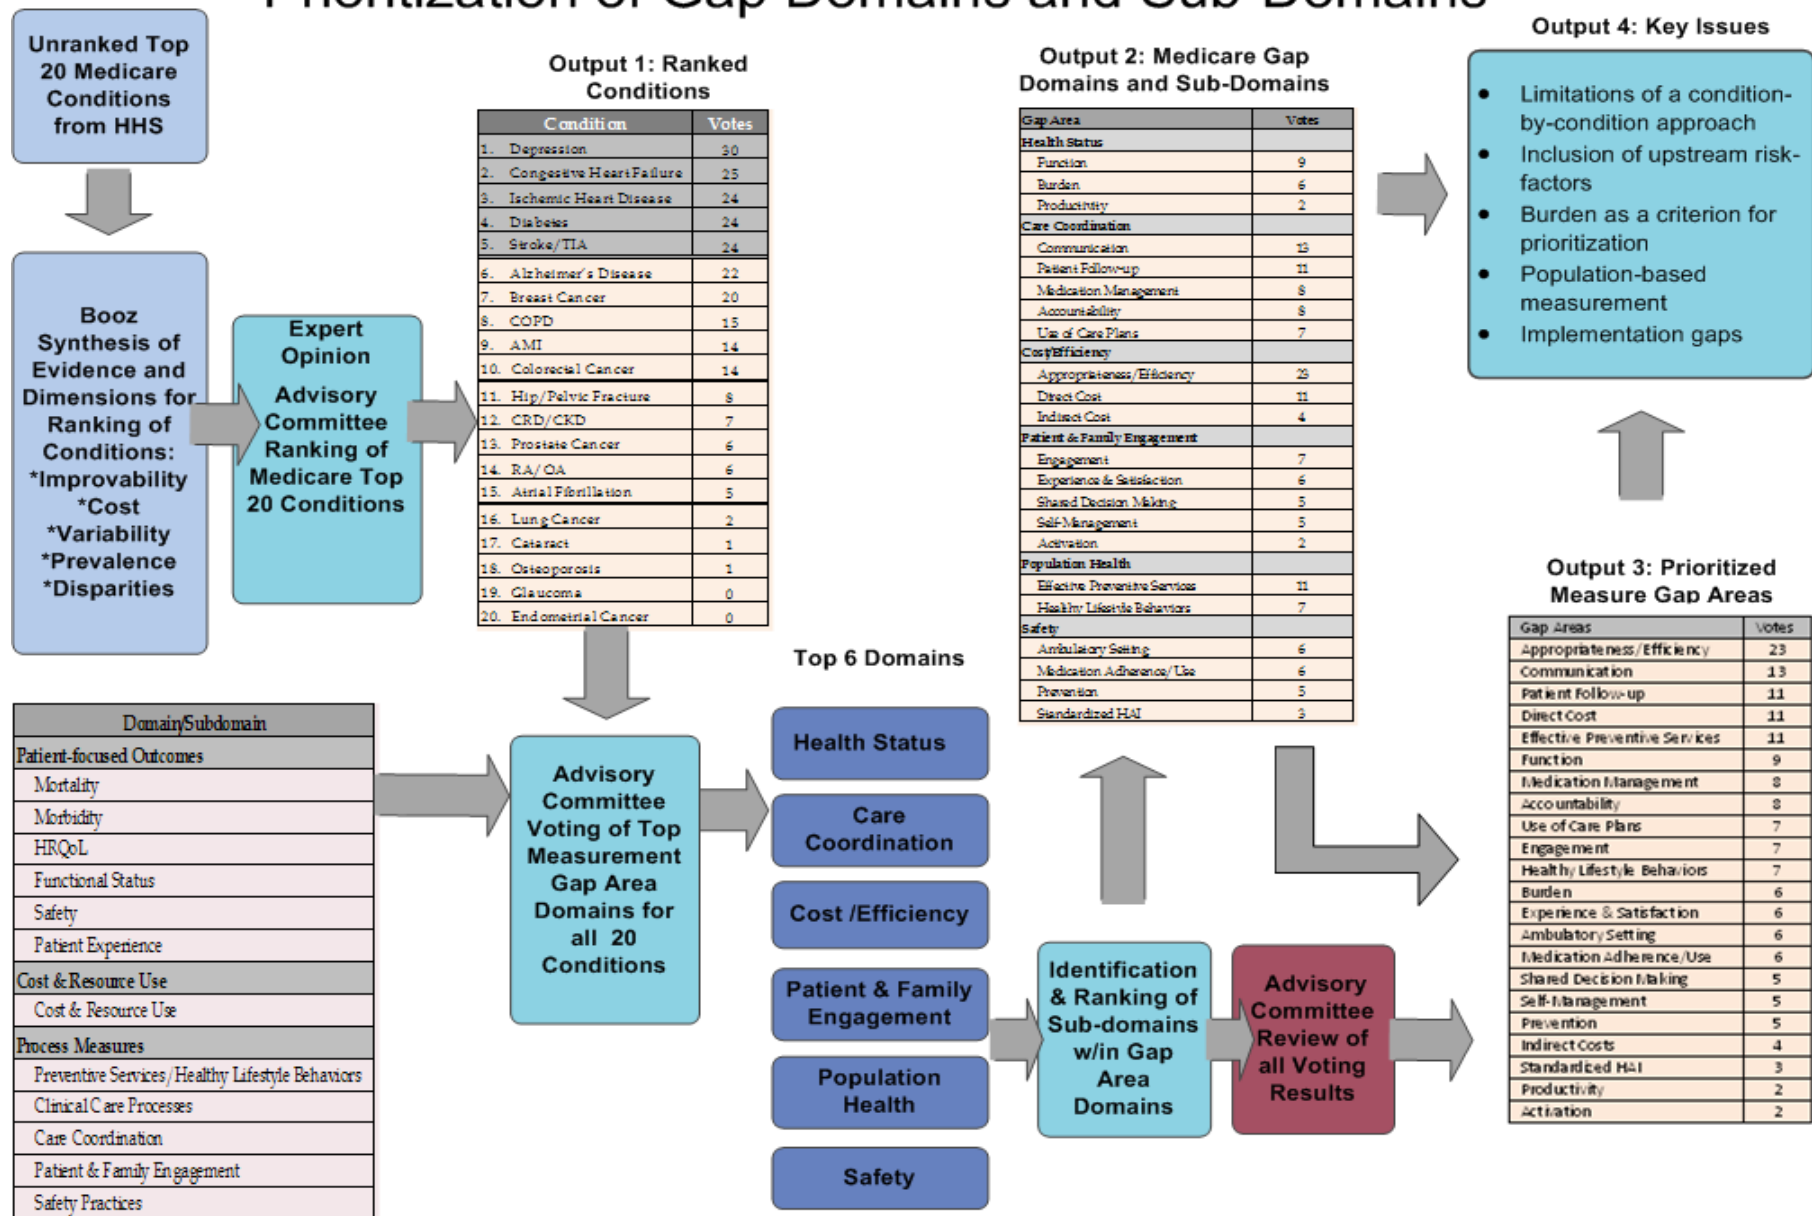 Prioritization of Gap Domains and Sub-Domains
Unranked Top
20 Medicare
Conditions
from HHS
Booz
Synthesis of
Evidence and
Dimensions for
Ranking of
Conditions:
*Improvability
*Cost
*Variability
*Prevalence
*Disparities
Expert
Opinion
Advisory
Committee
Ranking of
Medicare Top
20 Conditions
Output 1: Ranked
Conditions
Condition Votes
1. Depression 30
2. Congestive Heart Failure 25
3. Ischemic Heart Disease 24
4. Diabetes 24
5. Stroke/TIA 24
6. Alzheimer's Disease 22
7. Breast Cancer 20
8. COPD 15
9. AMI 14
10. Colorectal Cancer 14
11. Hip/Pelvic Fracture 8
12. CRD/CKD 7
13. Prostate Cancer 6
14. RA/OA 6
15. Atrial Fibrillation 5
16. Lung Cancer 2
17. Cataract 1
18. Osteoporosis 1
19. Glaucoma 0
20. Endometrial Cancer 0
Domain/Subdomain
Patient-focused Outcomes
Mortality
Morbidity
HRQoL
Functional Status
Safety
Patient Experience
Cost & Resource Use
Cost & Resource Use
Process Measures
Preventive Services/Healthy Lifestyle Behaviors
Clinical Care Processes
Care Coordination
Patient & Family Engagement
Safety Practices
Advisory
Committee
Voting of Top
Measurement
Gap Area
Domains for
all 20
Conditions
Top 6 Domains
Health Status
Care
Coordination
Cost /Efficiency
Patient & Family
Engagement
Population
Health
Safety
Identification
& Ranking of
Sub-domains
w/in Gap
Area
Domains
Advisory
Committee
Review of
all Voting
Results
Output 2: Medicare Gap
Domains and Sub-Domains
Gap Area Votes
Health Status
Function 9
Burden 6
Productivity 2
Care Coordination
Communication 13
Patient Follow-up 11
Medication Management 8
Accountability 8
Use of Care Plans 7
Cost/Efficiency
Appropriateness/Efficiency 23
Direct Cost 11
Indirect Cost 4
Patient & Family Engagement
Engagement 7
Experience & Satisfaction 6
Shared Decision Making 5
Self-Management 5
Activation 2
Population Health
Effective Preventive Services 11
Healthy Lifestyle Behaviors 7
Safety
Ambulatory Setting 6
Medication Adherence/Use 6
Prevention 5
Standardized HAI 3
Output 3: Prioritized
Measure Gap Areas
Gap Areas Votes
Appropriateness/Efficiency 23
Communication 13
Patient Follow-up 11
Direct Cost 11
Effective Preventive Services 11
Function 9
Medication Management 8
Accountability 8
Use of Care Plans 7
Engagement 7
Healthy Lifestyle Behaviors 7
Burden 6
Experience & Satisfaction 6
Ambulatory Setting 6
Medication Adherence/Use 6
Shared Decision Making 5
Self-Management 5
Prevention 5
Indirect Costs 4
Standardized HAI 3
Productivity 2
Activation 2
Output 4: Key Issues
● Limitations of a condition-
by-condition approach
● Inclusion of upstream risk-
factors
● Burden as a criterion for
prioritization
● Population-based
measurement
● Implementation gaps